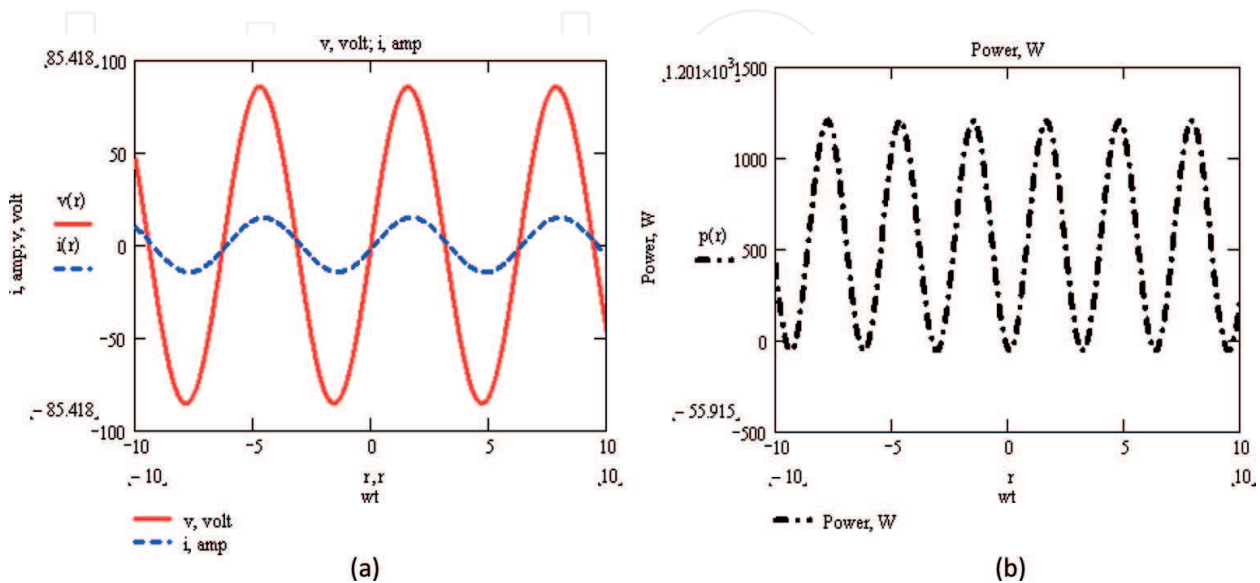 v, volt; i, amp
85.418
100
50
0
−50
−85.418
−100
i, amp; v, volt
v(r)
i(r)
−10
−5
0
5
10
−10
r,r
10
wt
v, volt
i, amp
(a)
Power, W
1.201×10³
1500
1000
500
0
−55.915
−500
Power, W
p(r)
−10
−5
0
5
10
−10
r
10
wt
Power, W
(b)